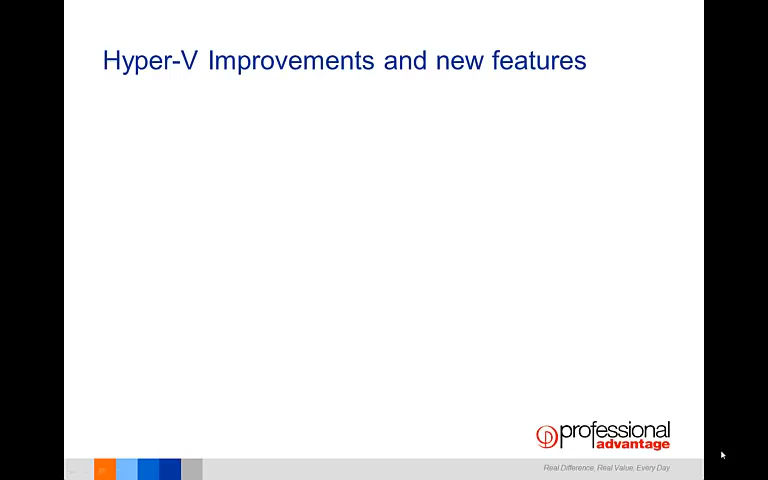 Hyper-V Improvements and new features
professional
advantage
Real Difference, Real Value, Every Day